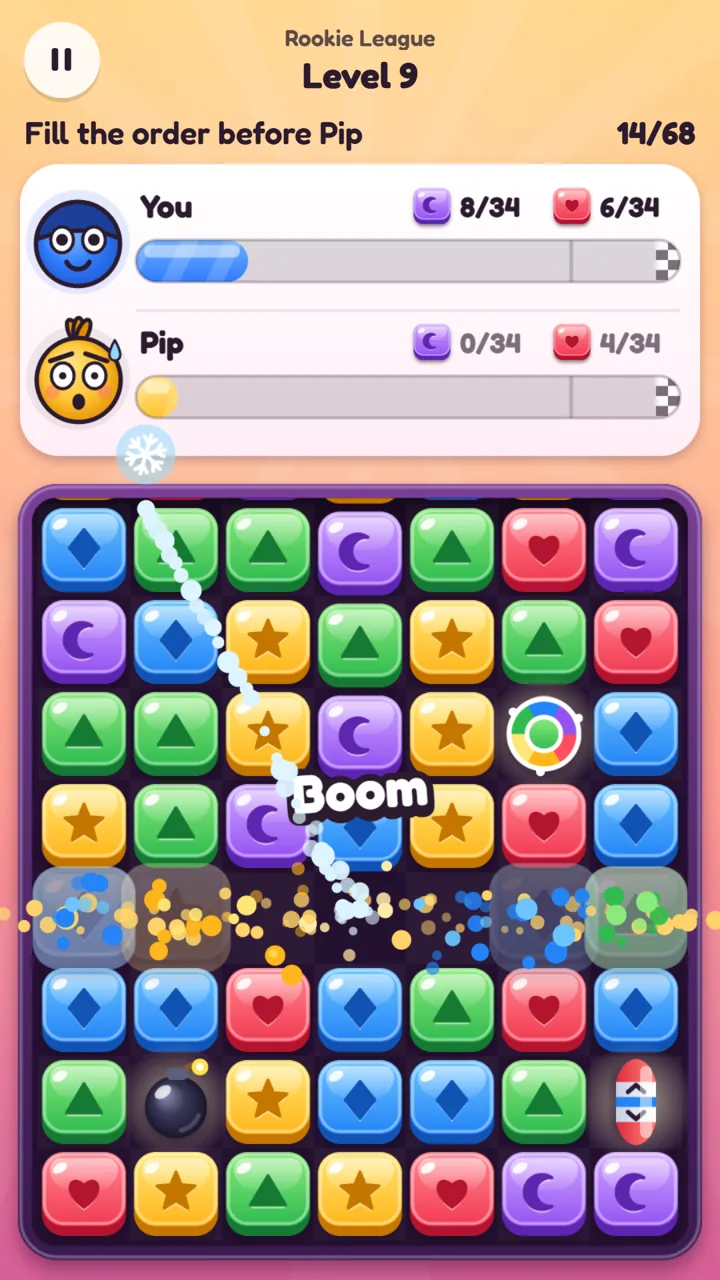 Rookie League
Level 9
Fill the order before Pip 14/68
You 8/34 6/34
Pip 0/34 4/34
Boom